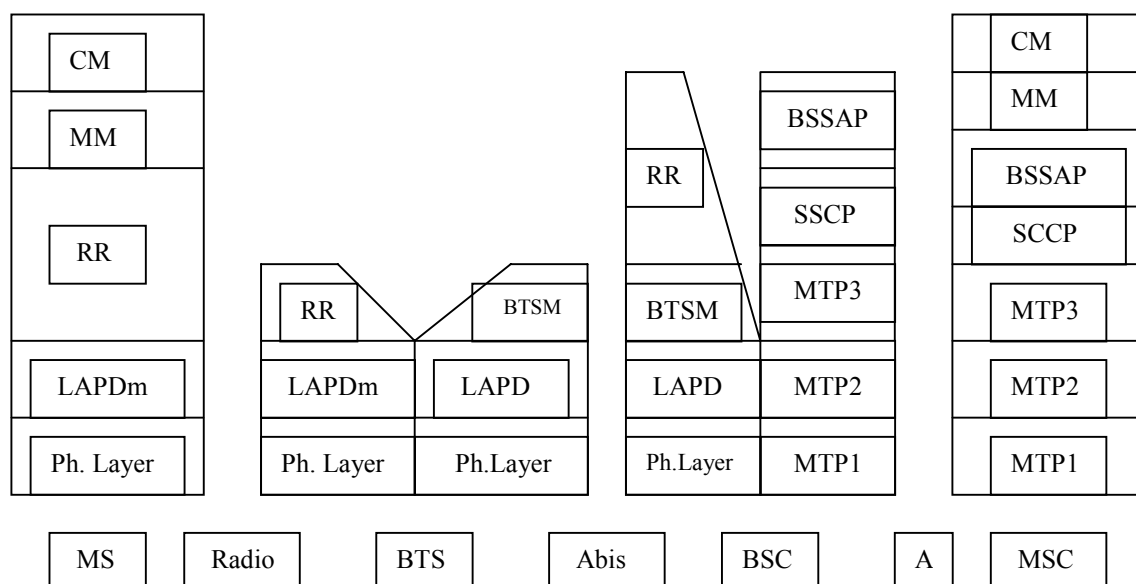 CM
MM
RR
LAPDm
Ph. Layer
RR
BTSM
LAPDm
LAPD
Ph. Layer
Ph.Layer
RR
BTSM
LAPD
Ph.Layer
BSSAP
SSCP
MTP3
MTP2
MTP1
CM
MM
BSSAP
SCCP
MTP3
MTP2
MTP1
MS Radio BTS Abis BSC A MSC